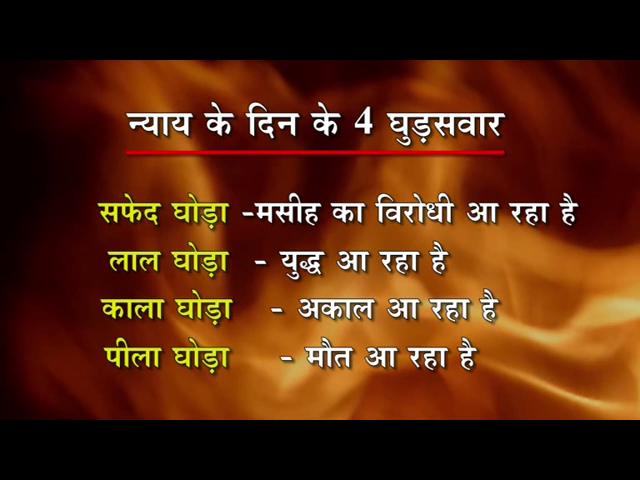 न्याय के दिन के 4 घुड़सवार
सफेद घोड़ा -मसीह का विरोधी आ रहा है
लाल घोड़ा - युद्ध आ रहा है
काला घोड़ा - अकाल आ रहा है
पीला घोड़ा - मौत आ रहा है